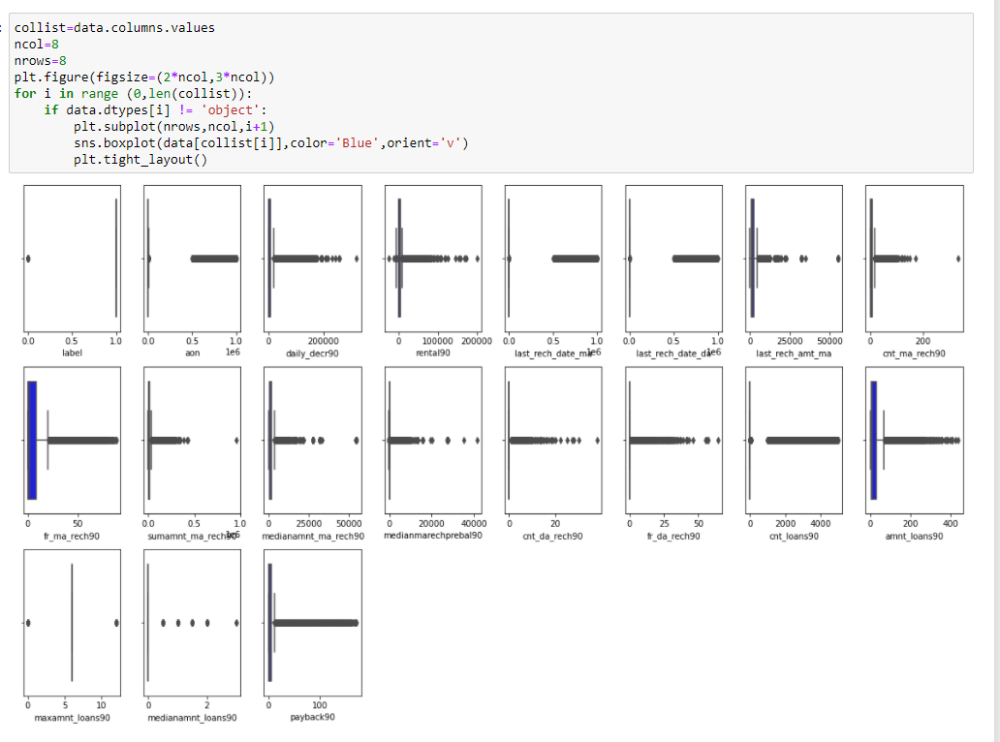 collist=data.columns.values
ncol=8
nrows=8
plt.figure(figsize=(2*ncol,3*ncol))
for i in range (0,len(collist)):
    if data.dtypes[i] != 'object':
        plt.subplot(nrows,ncol,i+1)
        sns.boxplot(data[collist[i]],color='Blue',orient='v')
        plt.tight_layout()
0.0 0.5 1.0 0.0 0.5 1.0 0 200000 0 100000 200000 0.0 0.5 1.0 0.0 0.5 1.0 0 25000 50000 0 200
label aon 1e6 daily_decr90 rental90 last_rech_date_ma 1e6 last_rech_date_da 1e6 last_rech_amt_ma cnt_ma_rech90
0 50 0.0 0.5 1.0 0 25000 50000 0 20000 40000 0 20 0 25 50 0 2000 4000 0 200 400
fr_ma_rech90 sumamnt_ma_rech90 1e6 medianamnt_ma_rech90 medianmarechprebal90 cnt_da_rech90 fr_da_rech90 cnt_loans90 amnt_loans90
0 5 10 0 2 0 100
maxamnt_loans90 medianamnt_loans90 payback90